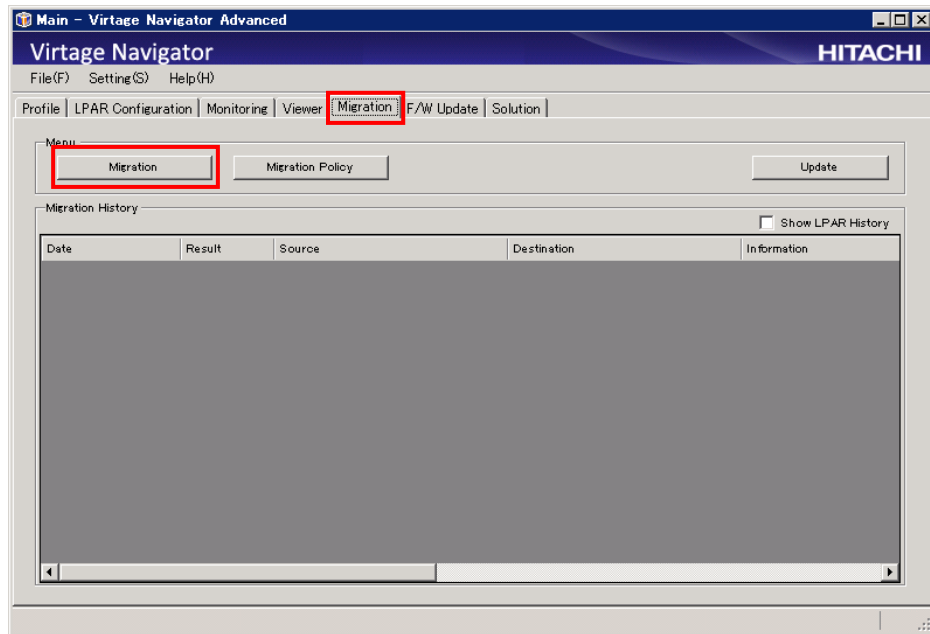 Main - Virtage Navigator Advanced
Virtage Navigator HITACHI
File(F) Setting(S) Help(H)
Profile LPAR Configuration Monitoring Viewer Migration F/W Update Solution
Menu
Migration Migration Policy Update
Migration History
Show LPAR History
Date Result Source Destination Information